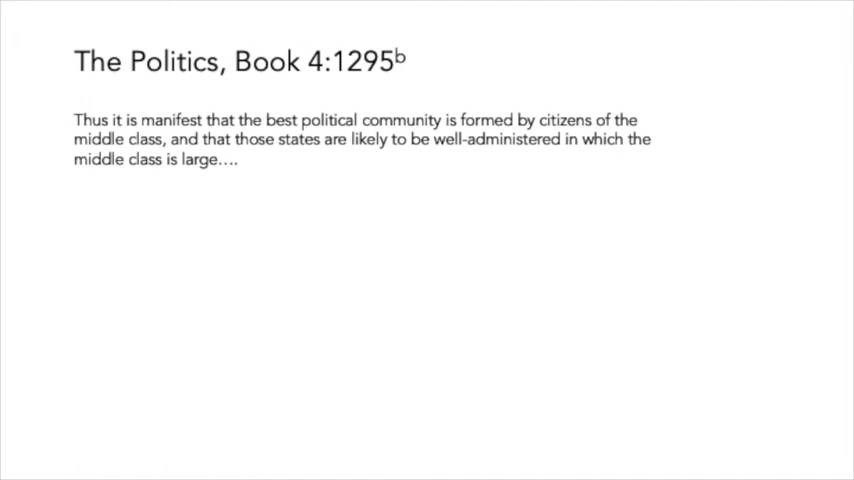 The Politics, Book 4:1295ᵇ
Thus it is manifest that the best political community is formed by citizens of the
middle class, and that those states are likely to be well-administered in which the
middle class is large….